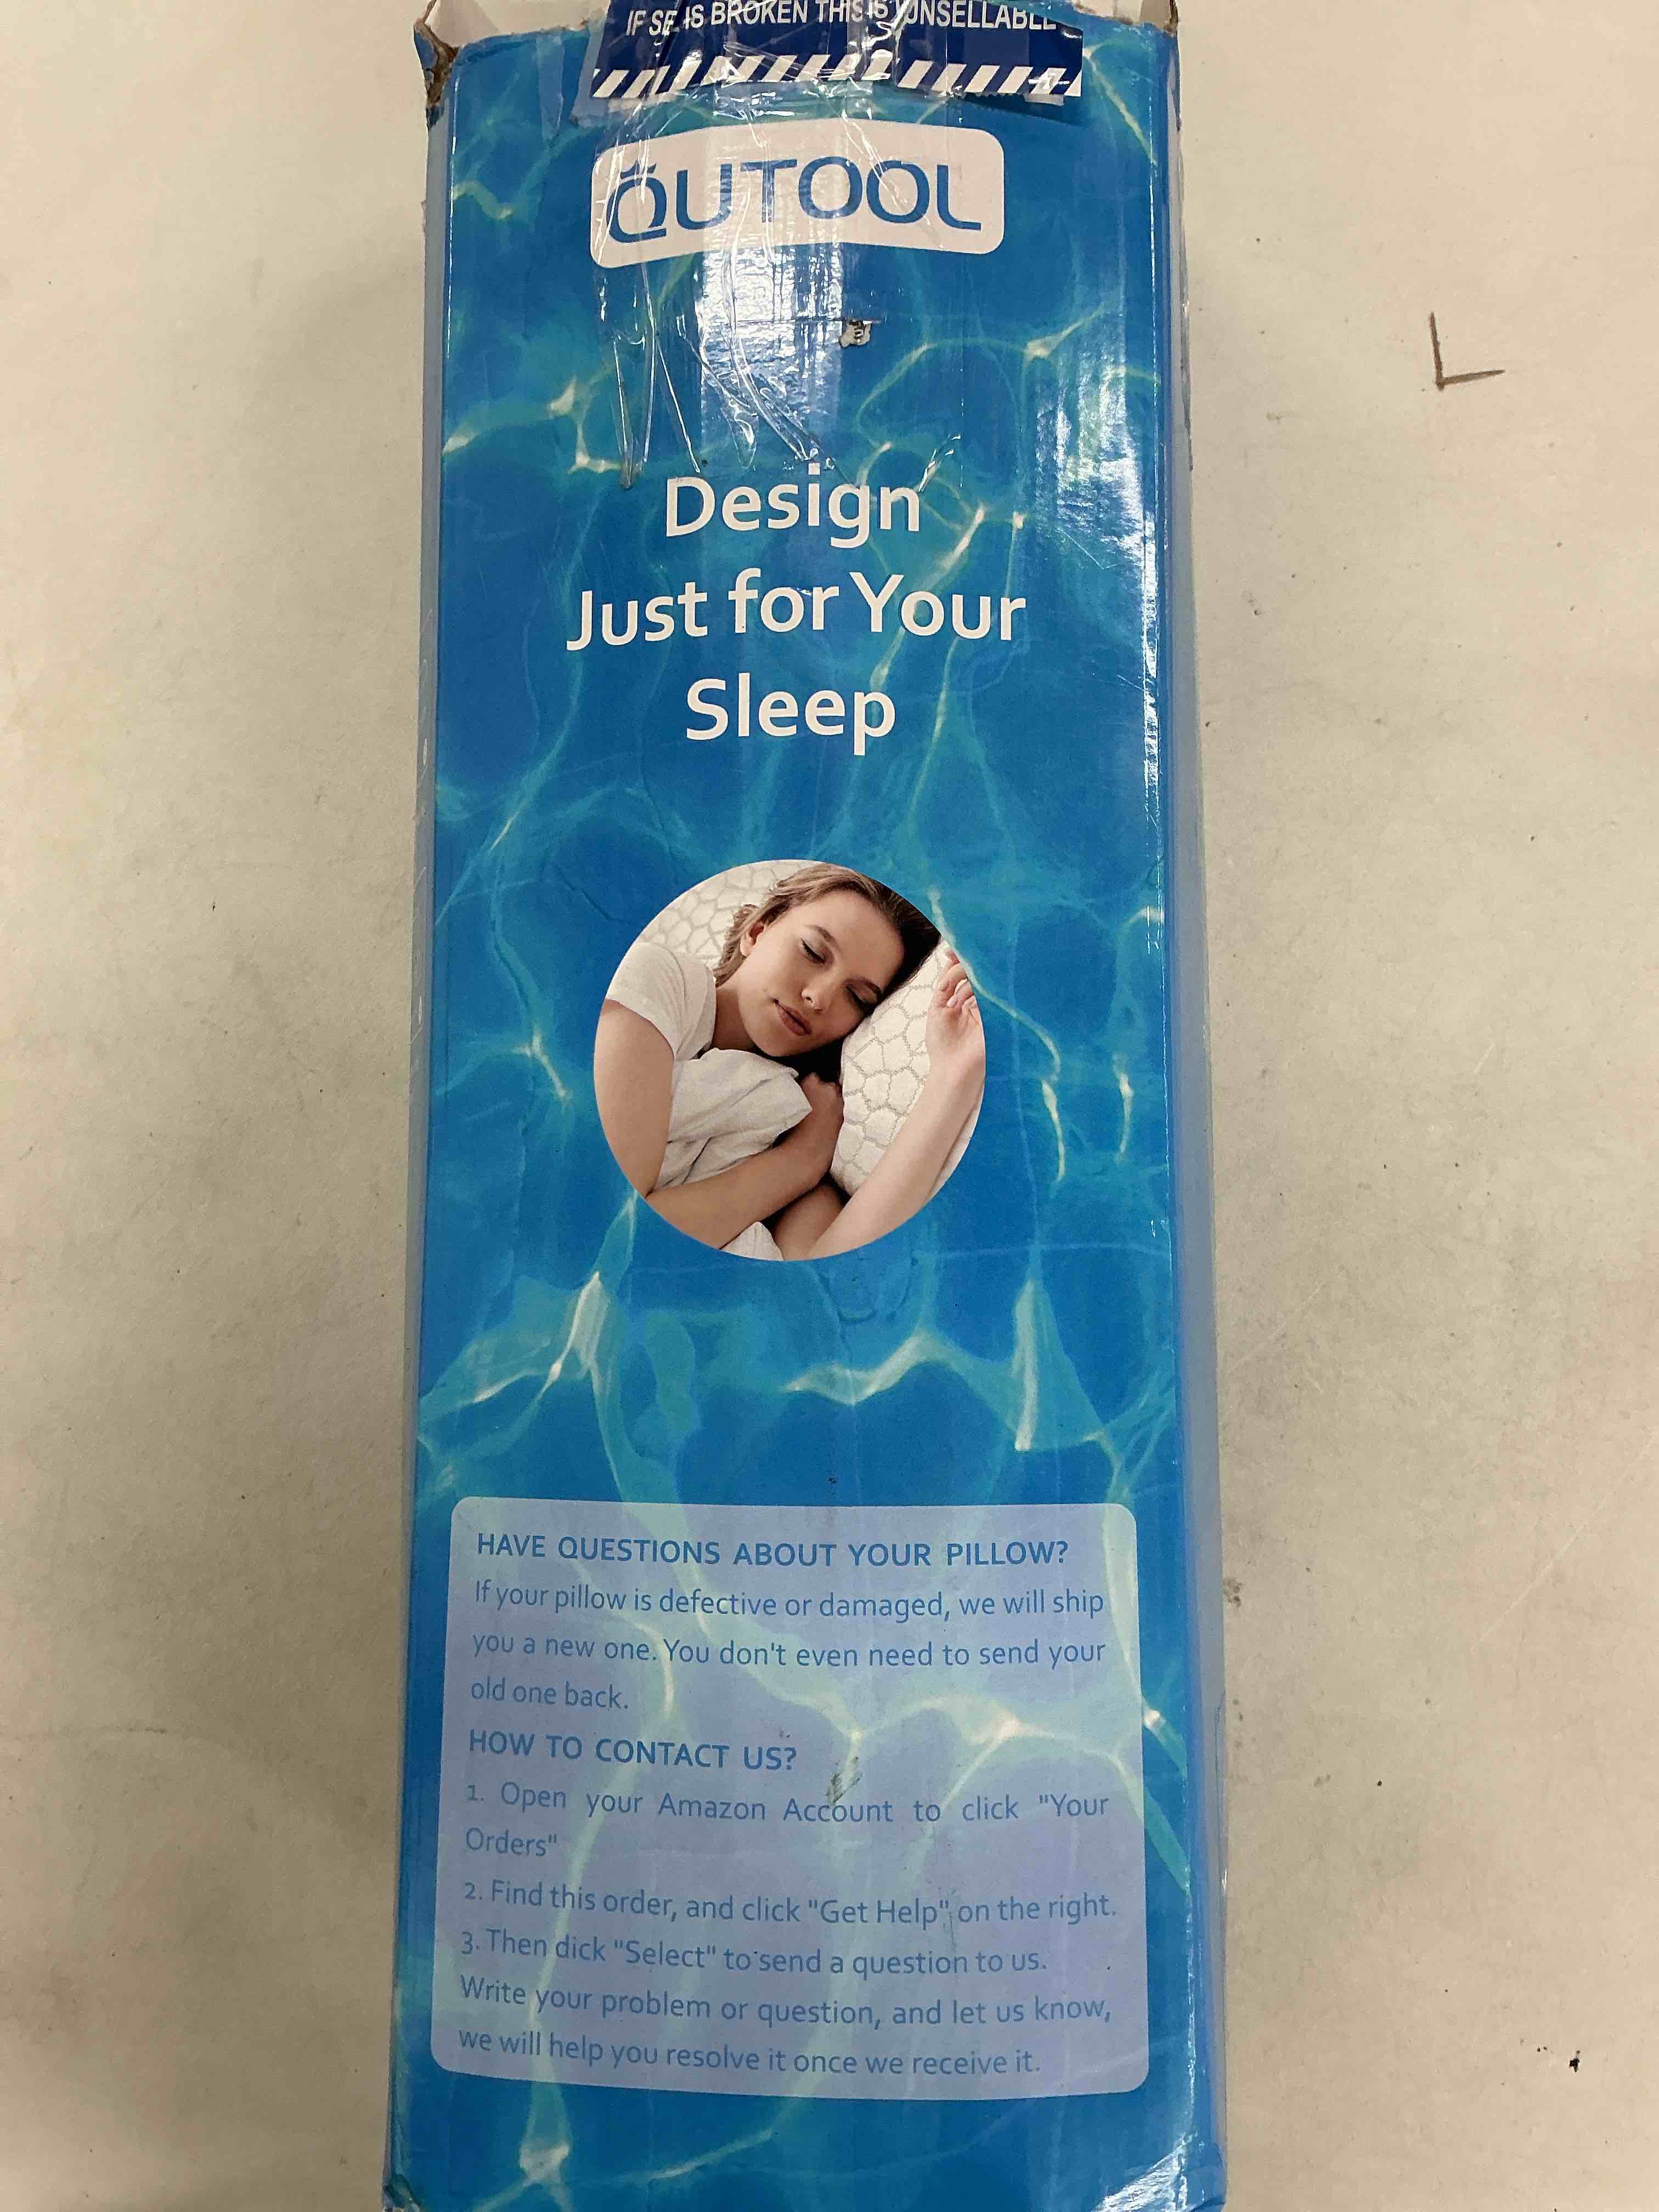 IF SE IS BROKEN THIS IS UNSELLABLE
QUTOOL
Design
Just for Your
Sleep
HAVE QUESTIONS ABOUT YOUR PILLOW?
If your pillow is defective or damaged, we will ship
you a new one. You don't even need to send your
old one back.
HOW TO CONTACT US?
1. Open your Amazon Account to click "Your
Orders"
2. Find this order, and click "Get Help" on the right.
3. Then dick "Select" to send a question to us.
Write your problem or question, and let us know,
we will help you resolve it once we receive it.